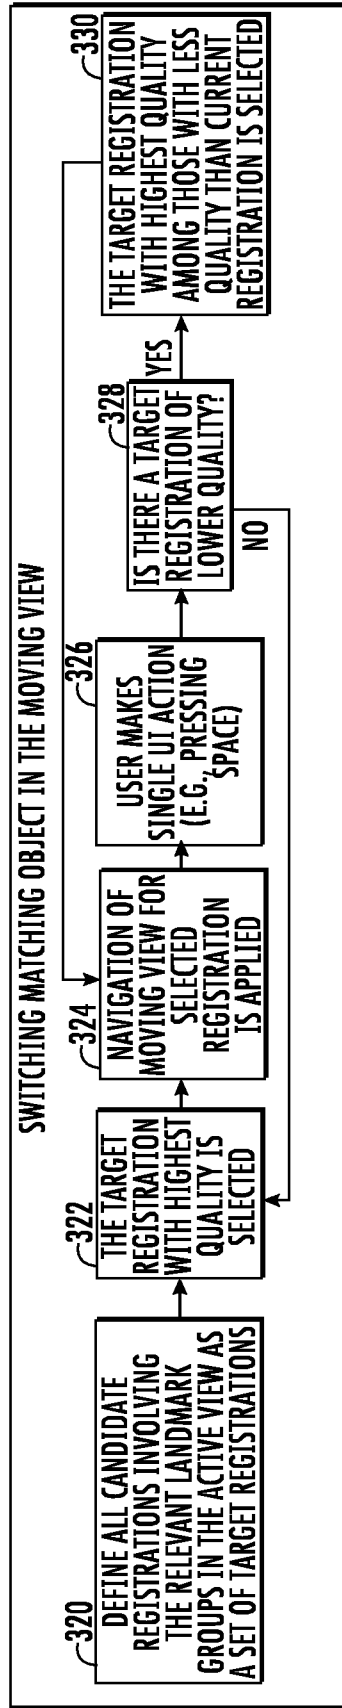 SWITCHING MATCHING OBJECT IN THE MOVING VIEW
320
DEFINE ALL CANDIDATE
REGISTRATIONS INVOLVING
THE RELEVANT LANDMARK
GROUPS IN THE ACTIVE VIEW AS
A SET OF TARGET REGISTRATIONS
322
THE TARGET
REGISTRATION
WITH HIGHEST
QUALITY IS
SELECTED
324
NAVIGATION OF
MOVING VIEW FOR
SELECTED
REGISTRATION
IS APPLIED
326
USER MAKES
SINGLE UI ACTION
(E.G., PRESSING
SPACE)
328
IS THERE A TARGET
REGISTRATION OF
LOWER QUALITY?
YES
NO
330
THE TARGET REGISTRATION
WITH HIGHEST QUALITY
AMONG THOSE WITH LESS
QUALITY THAN CURRENT
REGISTRATION IS SELECTED